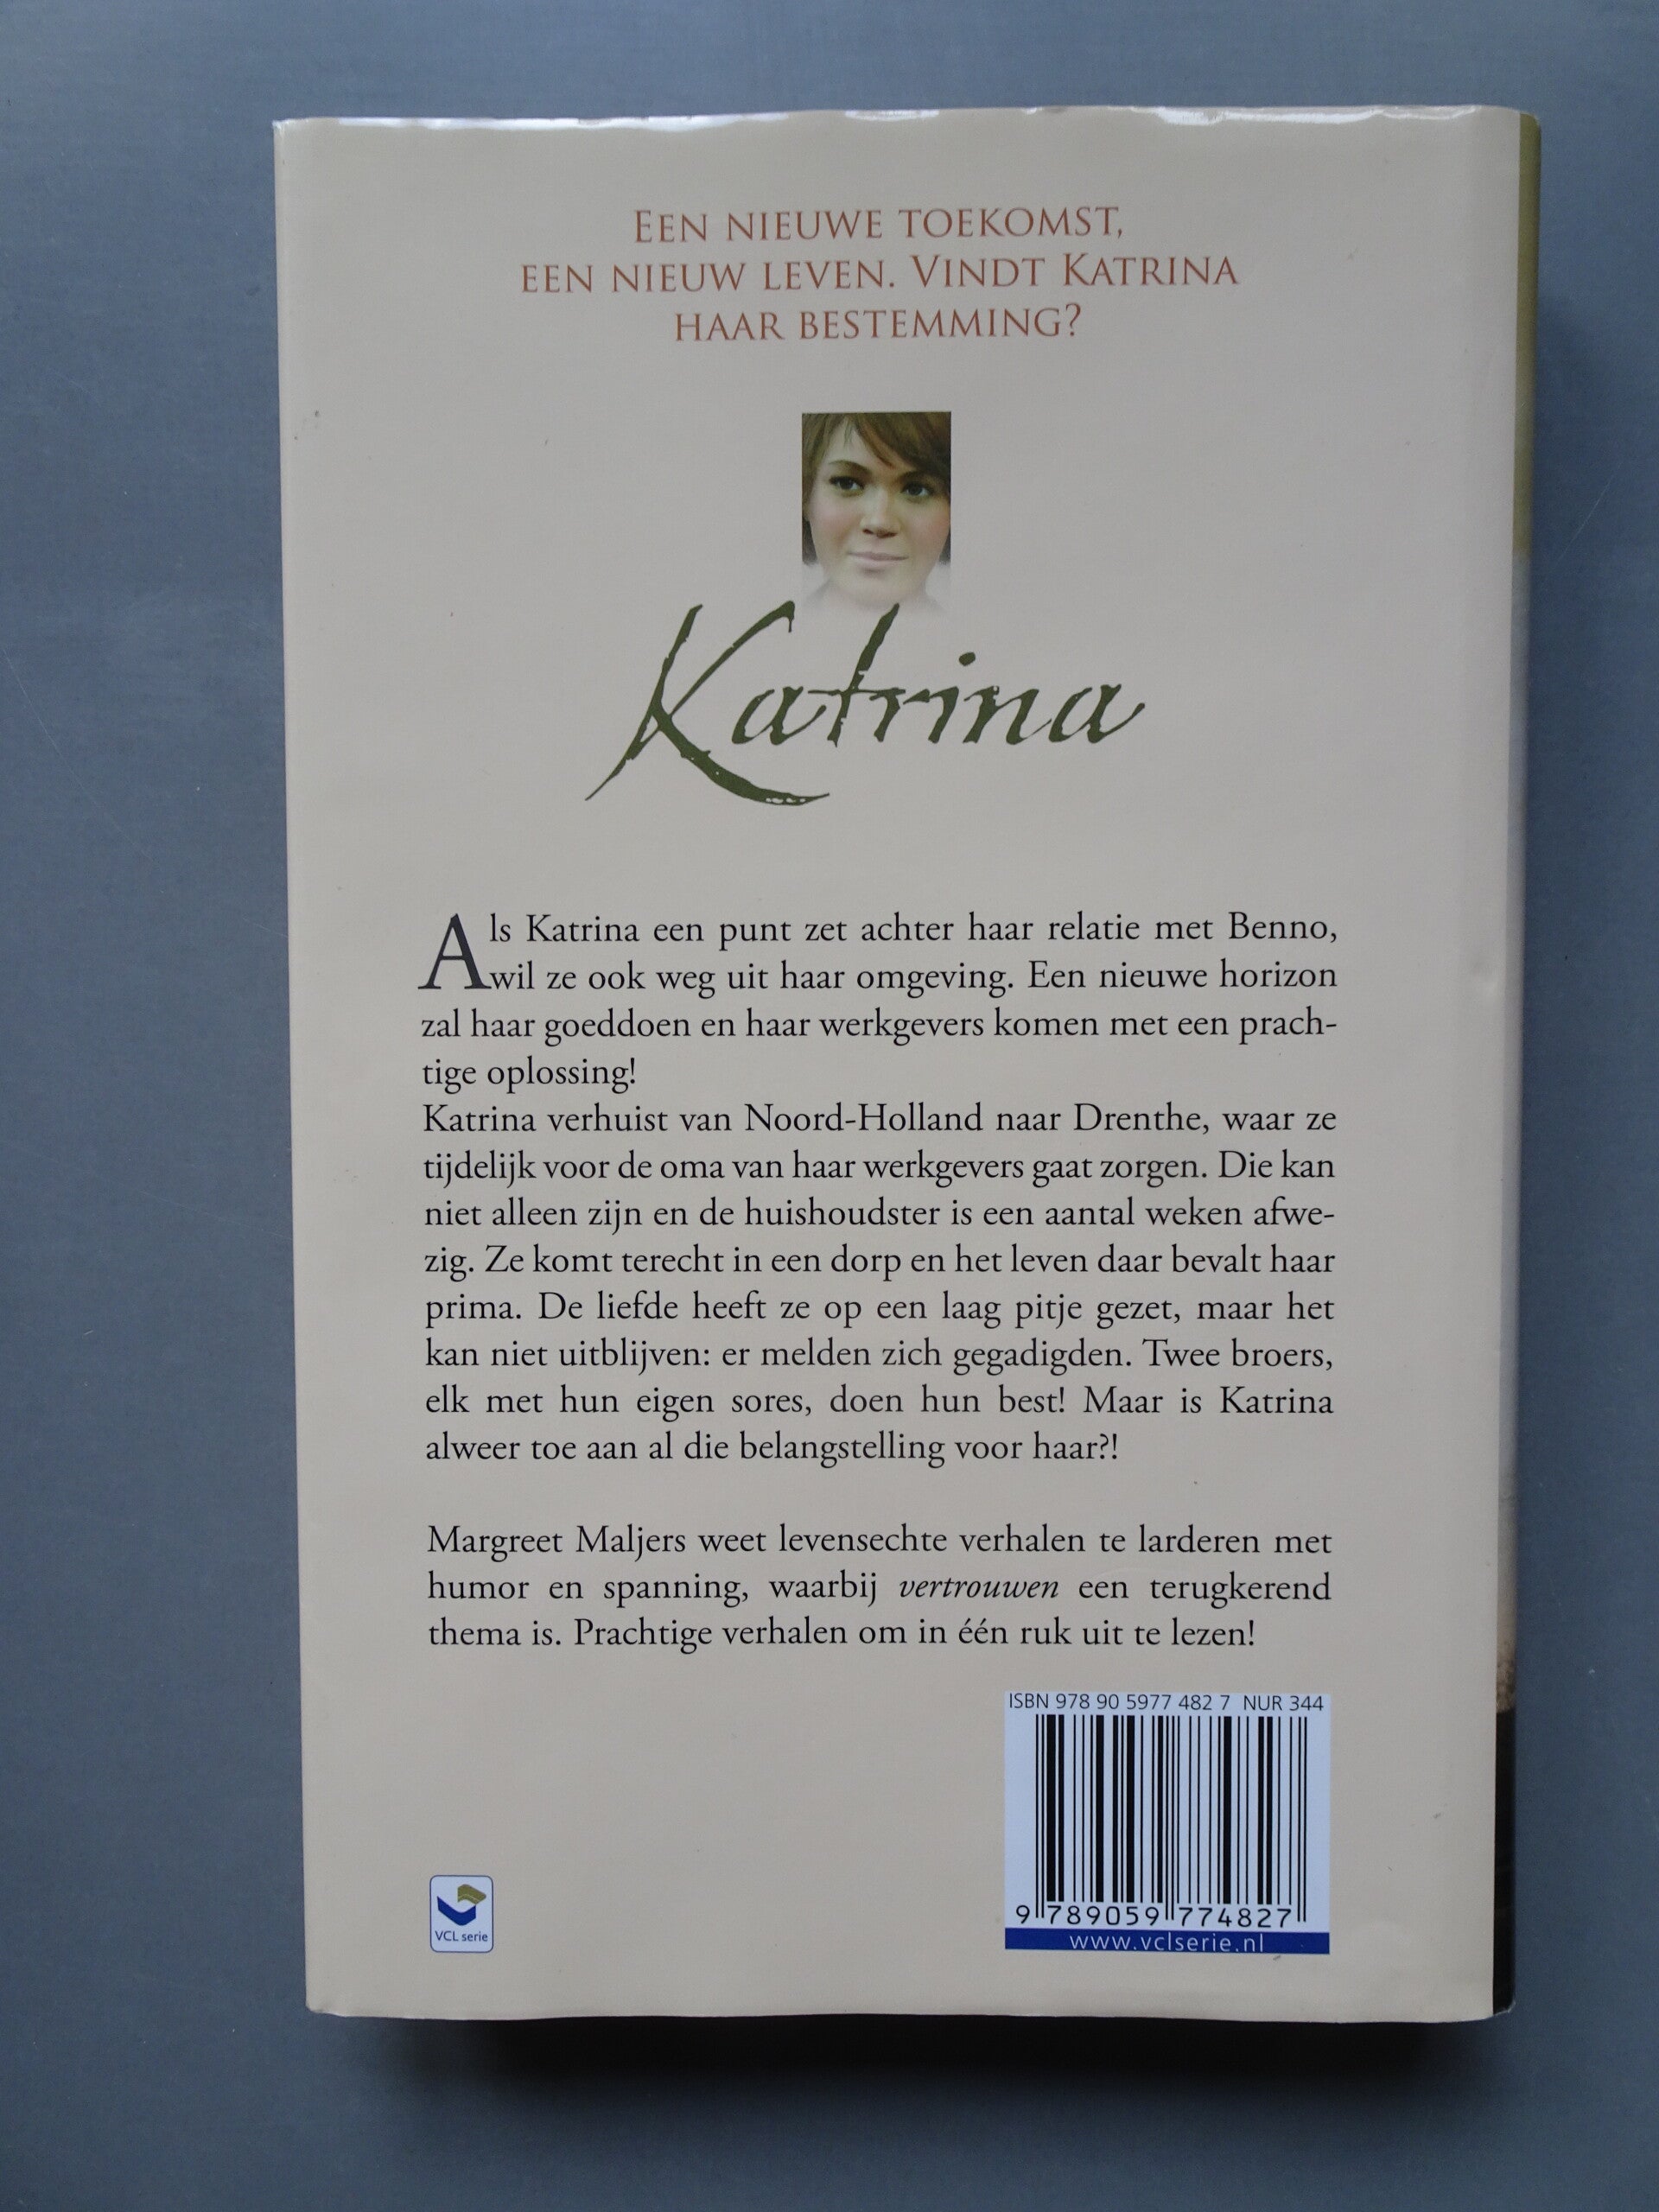 EEN NIEUWE TOEKOMST,
EEN NIEUW LEVEN. VINDT KATRINA
HAAR BESTEMMING?
Katrina
Als Katrina een punt zet achter haar relatie met Benno,
wil ze ook weg uit haar omgeving. Een nieuwe horizon
zal haar goeddoen en haar werkgevers komen met een prach-
tige oplossing!
Katrina verhuist van Noord-Holland naar Drenthe, waar ze
tijdelijk voor de oma van haar werkgevers gaat zorgen. Die kan
niet alleen zijn en de huishoudster is een aantal weken afwe-
zig. Ze komt terecht in een dorp en het leven daar bevalt haar
prima. De liefde heeft ze op een laag pitje gezet, maar het
kan niet uitblijven: er melden zich gegadigden. Twee broers,
elk met hun eigen sores, doen hun best! Maar is Katrina
alweer toe aan al die belangstelling voor haar?!
Margreet Maljers weet levensechte verhalen te larderen met
humor en spanning, waarbij vertrouwen een terugkerend
thema is. Prachtige verhalen om in één ruk uit te lezen!
ISBN 978 90 5977 482 7 NUR 344
9 789059 774827
www.vclserie.nl
VCL serie